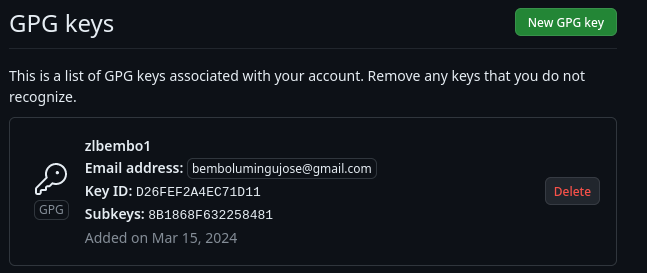 GPG keys
New GPG key
This is a list of GPG keys associated with your account. Remove any keys that you do not
recognize.
zlbembo1
Email address: bembolumingujose@gmail.com
Key ID: D26FEF2A4EC71D11
GPG
Subkeys: 8B1868F632258481
Added on Mar 15, 2024
Delete